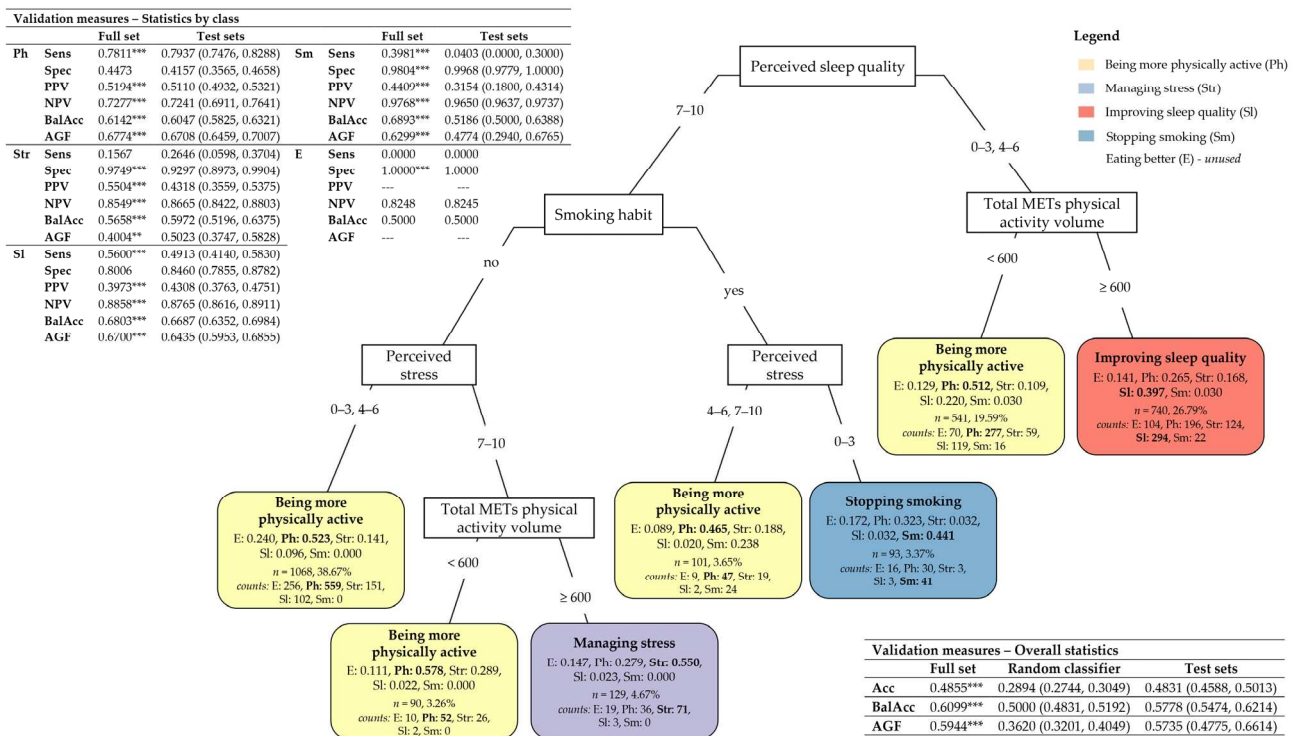 Validation measures – Statistics by class
Full set Test sets Full set Test sets
Ph Sens 0.7811*** 0.7937 (0.7476, 0.8288) Sm Sens 0.3981*** 0.0403 (0.0000, 0.3000)
Spec 0.4473 0.4157 (0.3565, 0.4658) Spec 0.9804*** 0.9968 (0.9779, 1.0000)
PPV 0.5194*** 0.5110 (0.4932, 0.5321) PPV 0.4409*** 0.3154 (0.1800, 0.4314)
NPV 0.7277*** 0.7241 (0.6911, 0.7641) NPV 0.9768*** 0.9650 (0.9637, 0.9737)
BalAcc 0.6142*** 0.6047 (0.5825, 0.6321) BalAcc 0.6893*** 0.5186 (0.5000, 0.6388)
AGF 0.6774*** 0.6708 (0.6459, 0.7007) AGF 0.6299*** 0.4774 (0.2940, 0.6765)
Str Sens 0.1567 0.2646 (0.0598, 0.3704) E Sens 0.0000 0.0000
Spec 0.9749*** 0.9297 (0.8973, 0.9904) Spec 1.0000*** 1.0000
PPV 0.5504*** 0.4318 (0.3559, 0.5375) PPV --- ---
NPV 0.8549*** 0.8665 (0.8422, 0.8803) NPV 0.8248 0.8245
BalAcc 0.5658*** 0.5972 (0.5196, 0.6375) BalAcc 0.5000 0.5000
AGF 0.4004** 0.5023 (0.3747, 0.5828) AGF --- ---
Sl Sens 0.5600*** 0.4913 (0.4140, 0.5830)
Spec 0.8006 0.8460 (0.7855, 0.8782)
PPV 0.3973*** 0.4308 (0.3763, 0.4751)
NPV 0.8858*** 0.8765 (0.8616, 0.8911)
BalAcc 0.6803*** 0.6687 (0.6352, 0.6984)
AGF 0.6700*** 0.6435 (0.5953, 0.6855)
Legend
Being more physically active (Ph)
Managing stress (Str)
Improving sleep quality (Sl)
Stopping smoking (Sm)
Eating better (E) - unused
Perceived sleep quality
7–10
0–3, 4–6
Smoking habit
Total METs physical
activity volume
no
yes
< 600
≥ 600
Perceived
stress
Perceived
stress
Being more
physically active
E: 0.129, Ph: 0.512, Str: 0.109,
Sl: 0.220, Sm: 0.030
n = 541, 19.59%
counts: E: 70, Ph: 277, Str: 59,
Sl: 119, Sm: 16
Improving sleep quality
E: 0.141, Ph: 0.265, Str: 0.168,
Sl: 0.397, Sm: 0.030
n = 740, 26.79%
counts: E: 104, Ph: 196, Str: 124,
Sl: 294, Sm: 22
0–3, 4–6
7–10
4–6, 7–10
0–3
Being more
physically active
E: 0.240, Ph: 0.523, Str: 0.141,
Sl: 0.096, Sm: 0.000
n = 1068, 38.67%
counts: E: 256, Ph: 559, Str: 151,
Sl: 102, Sm: 0
Total METs physical
activity volume
Being more
physically active
E: 0.089, Ph: 0.465, Str: 0.188,
Sl: 0.020, Sm: 0.238
n = 101, 3.65%
counts: E: 9, Ph: 47, Str: 19,
Sl: 2, Sm: 24
Stopping smoking
E: 0.172, Ph: 0.323, Str: 0.032,
Sl: 0.032, Sm: 0.441
n = 93, 3.37%
counts: E: 16, Ph: 30, Str: 3,
Sl: 3, Sm: 41
< 600
≥ 600
Being more
physically active
E: 0.111, Ph: 0.578, Str: 0.289,
Sl: 0.022, Sm: 0.000
n = 90, 3.26%
counts: E: 10, Ph: 52, Str: 26,
Sl: 2, Sm: 0
Managing stress
E: 0.147, Ph: 0.279, Str: 0.550,
Sl: 0.023, Sm: 0.000
n = 129, 4.67%
counts: E: 19, Ph: 36, Str: 71,
Sl: 3, Sm: 0
Validation measures – Overall statistics
Full set Random classifier Test sets
Acc 0.4855*** 0.2894 (0.2744, 0.3049) 0.4831 (0.4588, 0.5013)
BalAcc 0.6099*** 0.5000 (0.4831, 0.5192) 0.5778 (0.5474, 0.6214)
AGF 0.5944*** 0.3620 (0.3201, 0.4049) 0.5735 (0.4775, 0.6614)